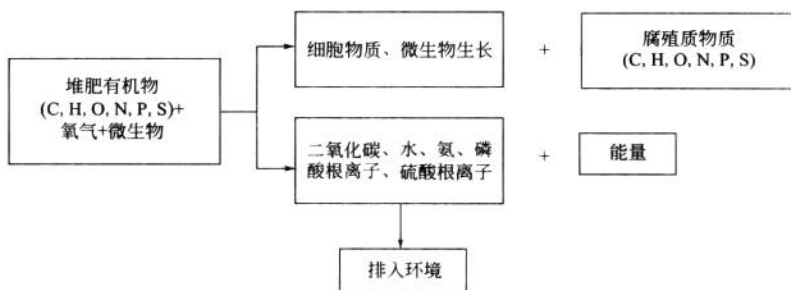 堆肥有机物
(C, H, O, N, P, S)+
氧气+微生物
细胞物质、微生物生长
+
腐殖质物质
(C, H, O, N, P, S)
二氧化碳、水、氨、磷
酸根离子、硫酸根离子
+
能量
排入环境